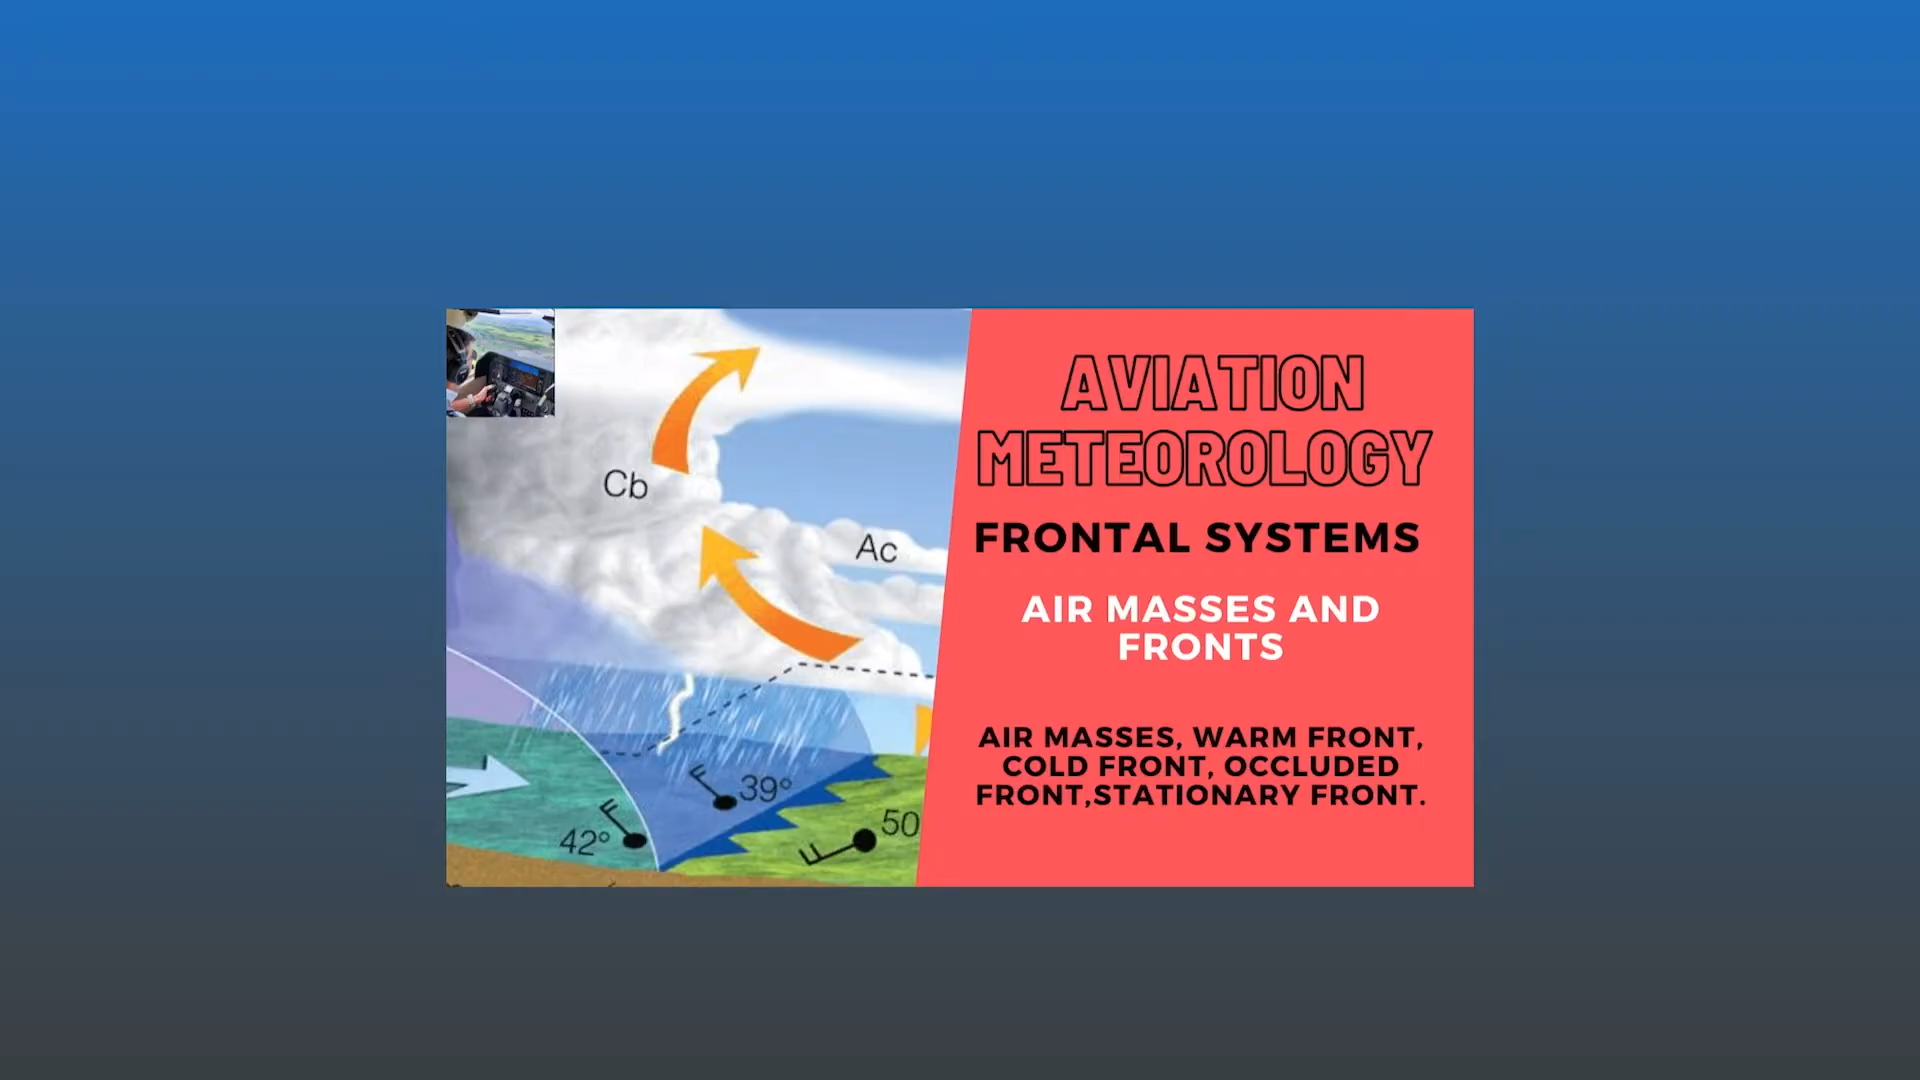 AVIATION
METEOROLOGY
FRONTAL SYSTEMS
AIR MASSES AND
FRONTS
AIR MASSES, WARM FRONT,
COLD FRONT, OCCLUDED
FRONT,STATIONARY FRONT.
Cb
Ac
39°
42°
50